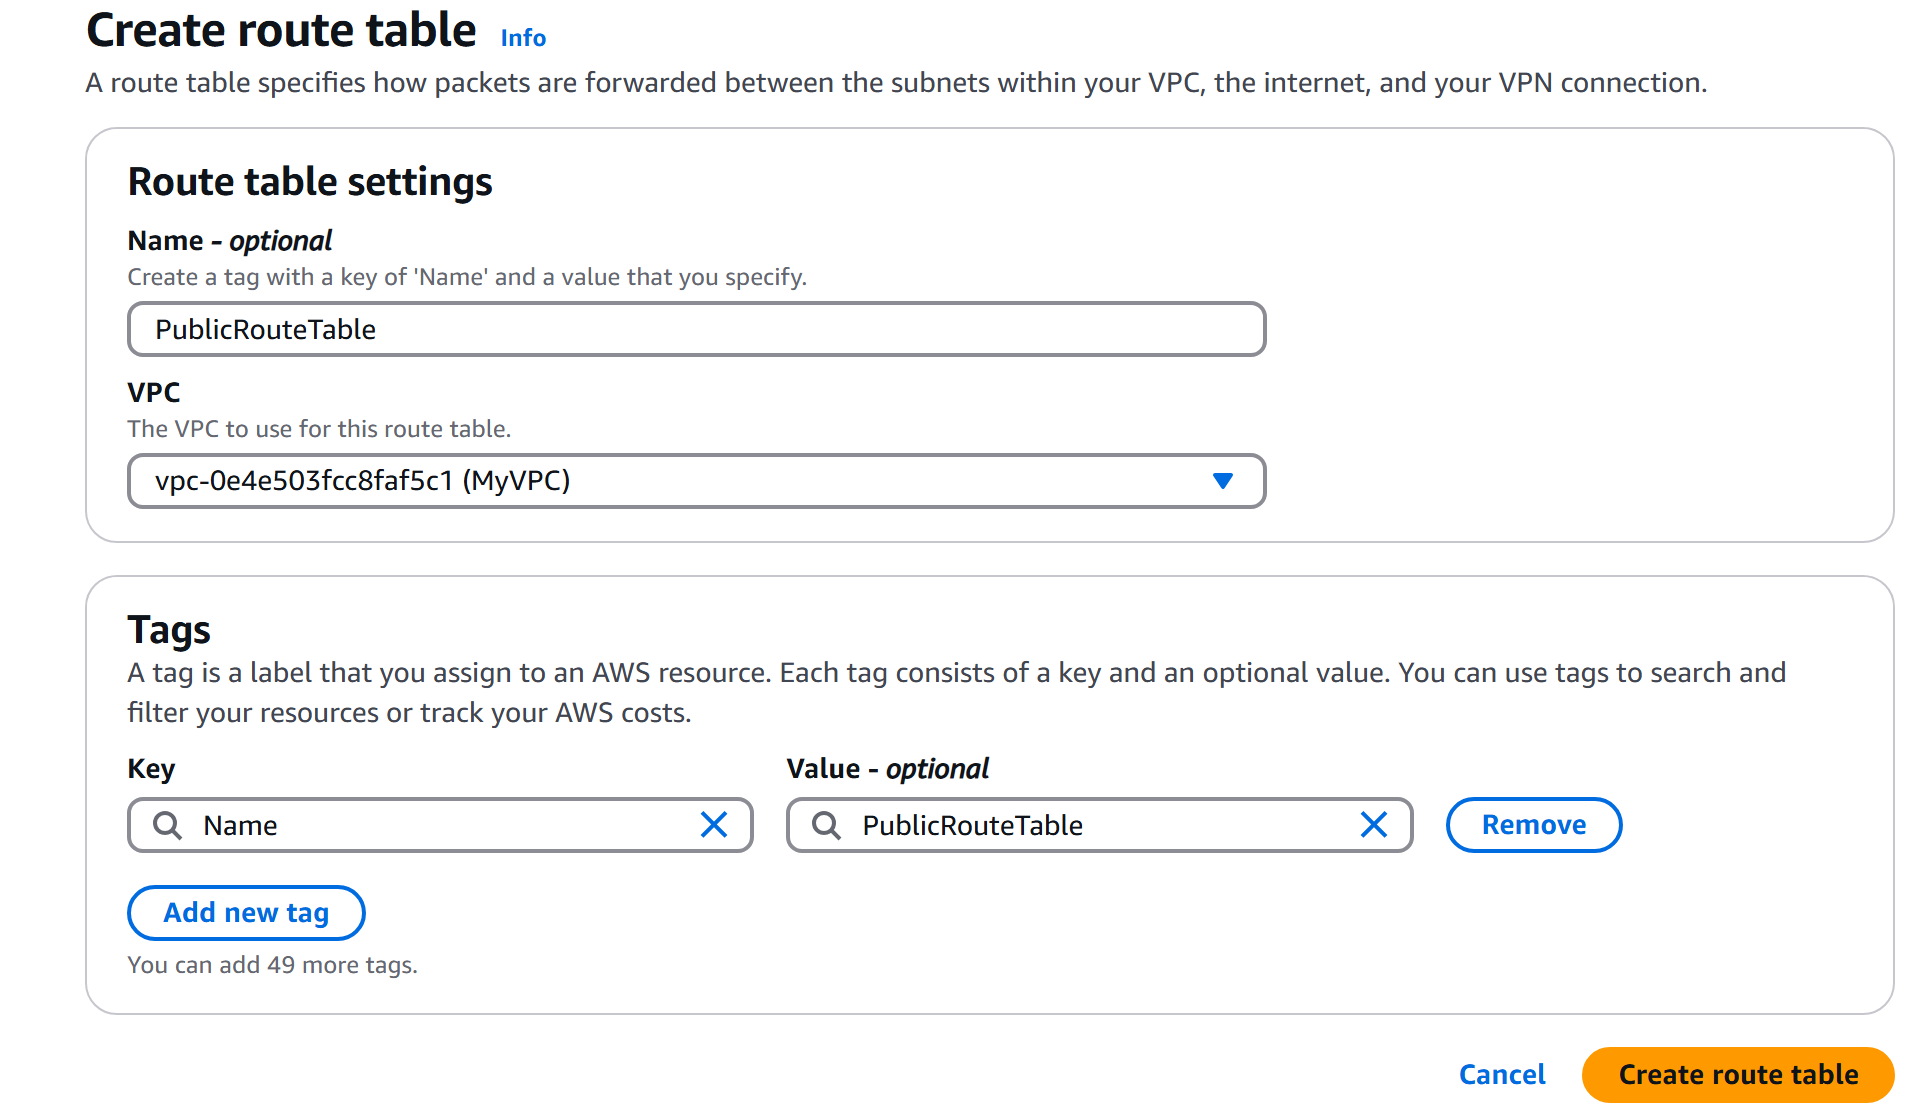 Create route table Info
A route table specifies how packets are forwarded between the subnets within your VPC, the internet, and your VPN connection.
Route table settings
Name - optional
Create a tag with a key of 'Name' and a value that you specify.
PublicRouteTable
VPC
The VPC to use for this route table.
vpc-0e4e503fcc8faf5c1 (MyVPC)
Tags
A tag is a label that you assign to an AWS resource. Each tag consists of a key and an optional value. You can use tags to search and
filter your resources or track your AWS costs.
Key Value - optional
Name PublicRouteTable Remove
Add new tag
You can add 49 more tags.
Cancel Create route table